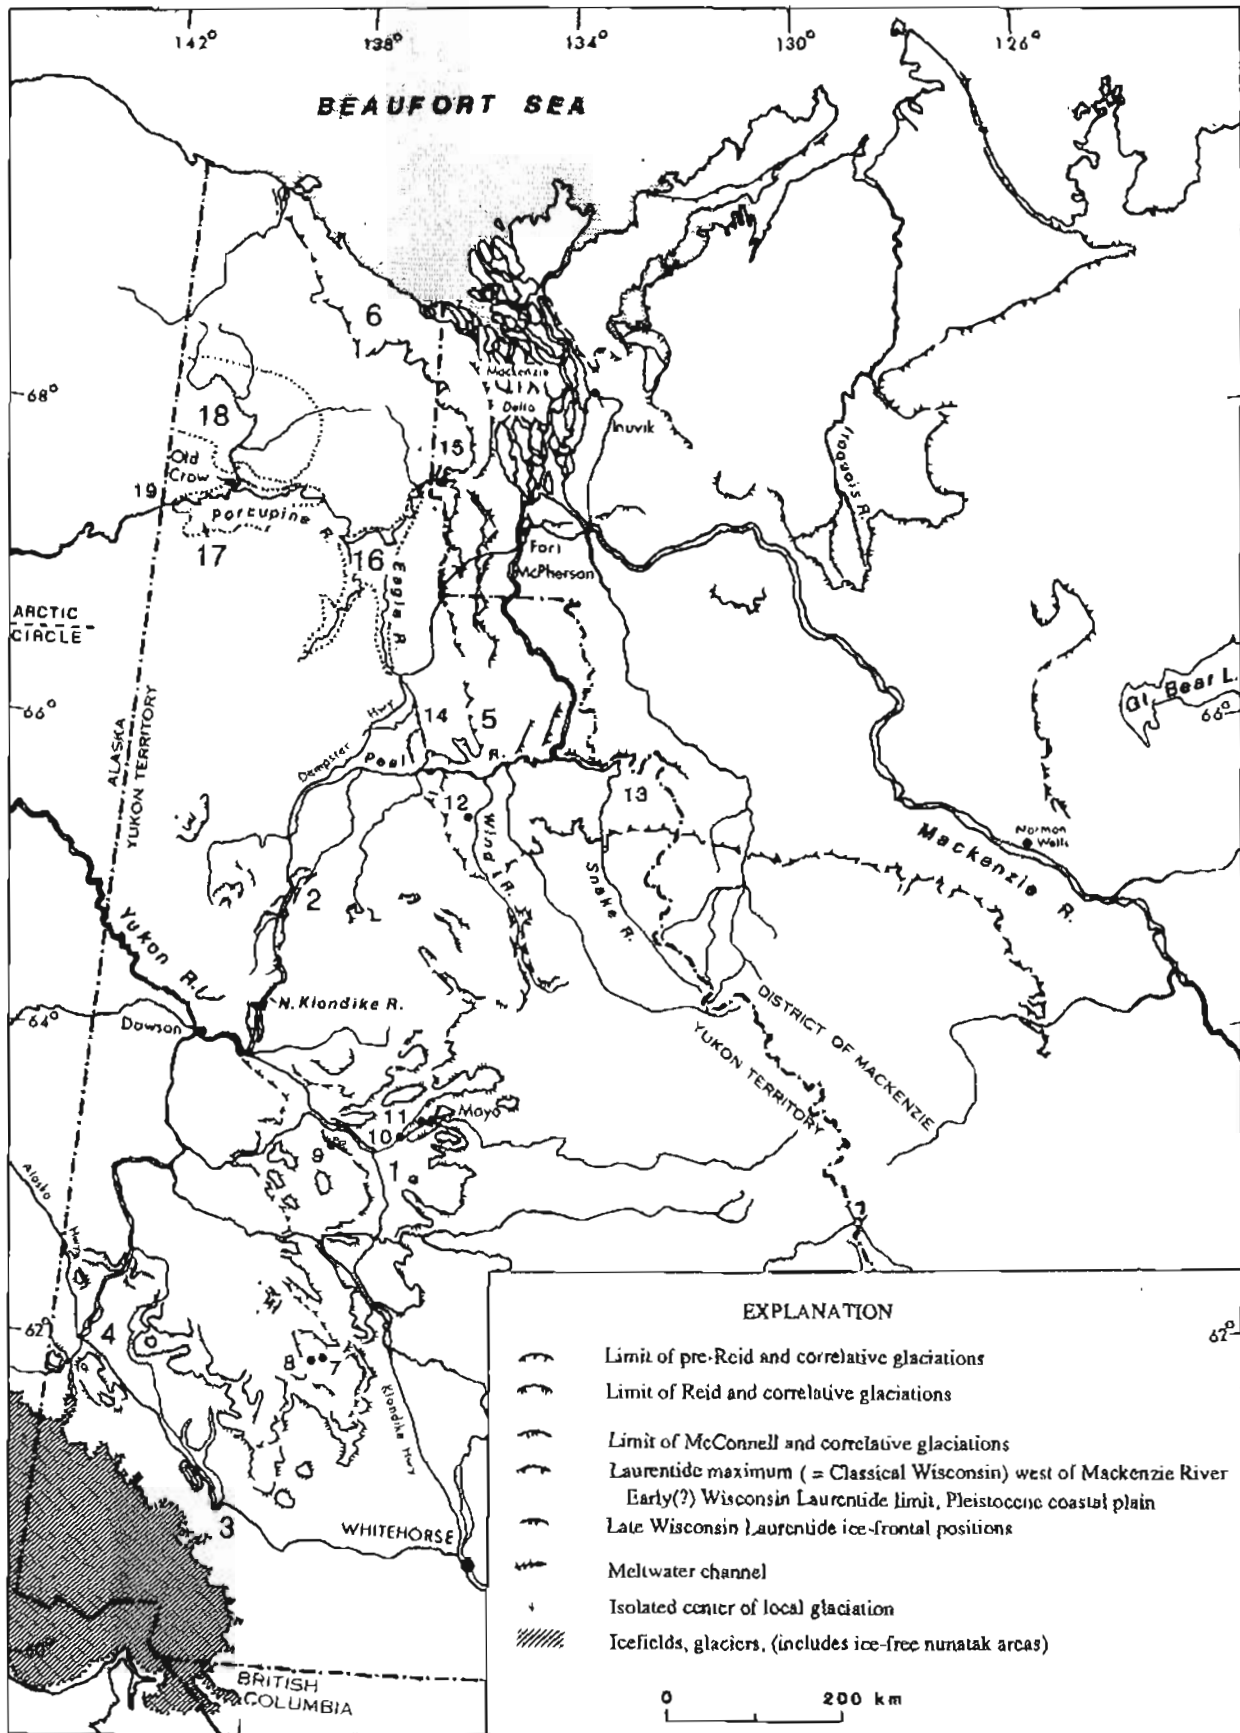 142° 138° 134° 130° 126°
BEAUFORT SEA
6
Mackenzie
Delta
68°
18
15
Inuvik
Old
Crow
Iroquois R.
19
Porcupine R.
17
16
Eagle R.
Fort
McPherson
ARCTIC
CIRCLE
Gt. Bear L.
66°
66°
14
5
Dempster Hwy
Peel R.
ALASKA
YUKON TERRITORY
12
13
Wind R.
Norman
Wells
Mackenzie R.
2
Snake R.
Yukon R.
N. Klondike R.
64°
Dawson
DISTRICT OF MACKENZIE
YUKON TERRITORY
11
Mayo
10
9
1
Alaska
Hwy
62°
4
8
7
Klondike Hwy
3
WHITEHORSE
60°
BRITISH
COLUMBIA
EXPLANATION
62°
Limit of pre-Reid and correlative glaciations
Limit of Reid and correlative glaciations
Limit of McConnell and correlative glaciations
Laurentide maximum ( = Classical Wisconsin) west of Mackenzie River
Early(?) Wisconsin Laurentide limit, Pleistocene coastal plain
Late Wisconsin Laurentide ice-frontal positions
Meltwater channel
Isolated center of local glaciation
Icefields, glaciers, (includes ice-free nunatak areas)
0 200 km